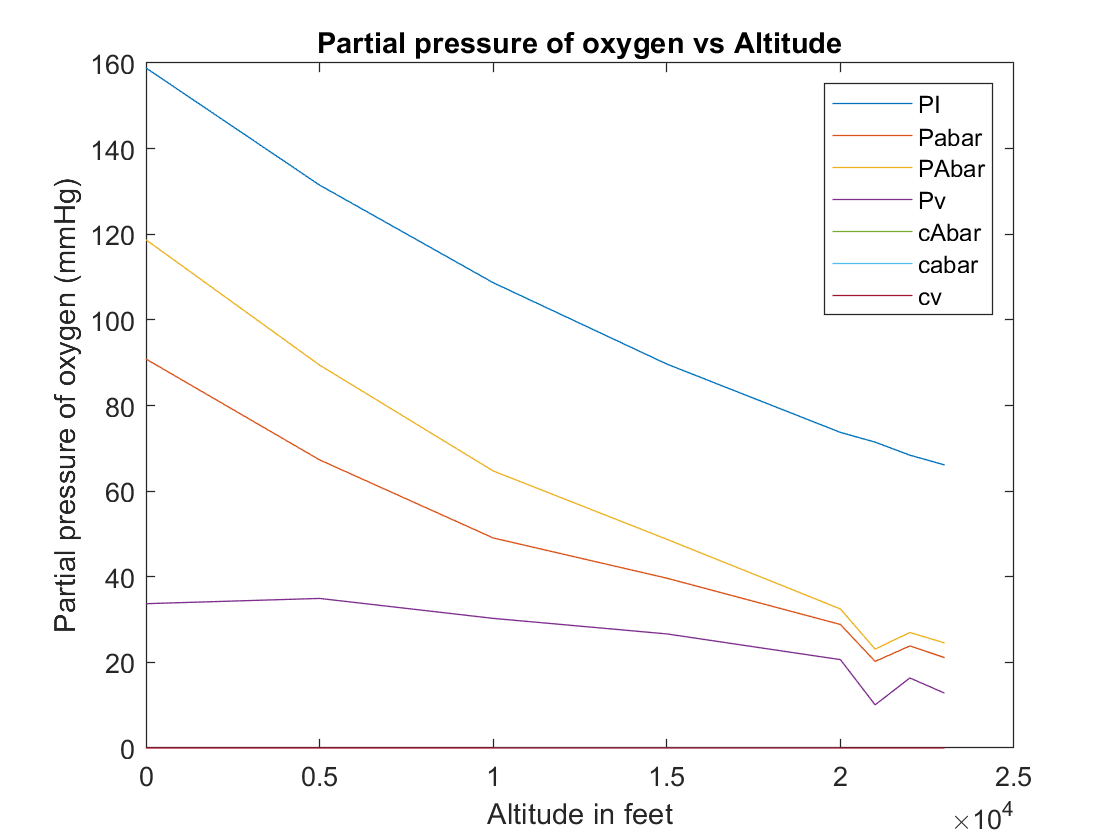 Partial pressure of oxygen vs Altitude
160
140
120
100
80
60
40
20
0
Partial pressure of oxygen (mmHg)
PI
Pabar
PAbar
Pv
cAbar
cabar
cv
0 0.5 1 1.5 2 2.5
Altitude in feet
×10⁴